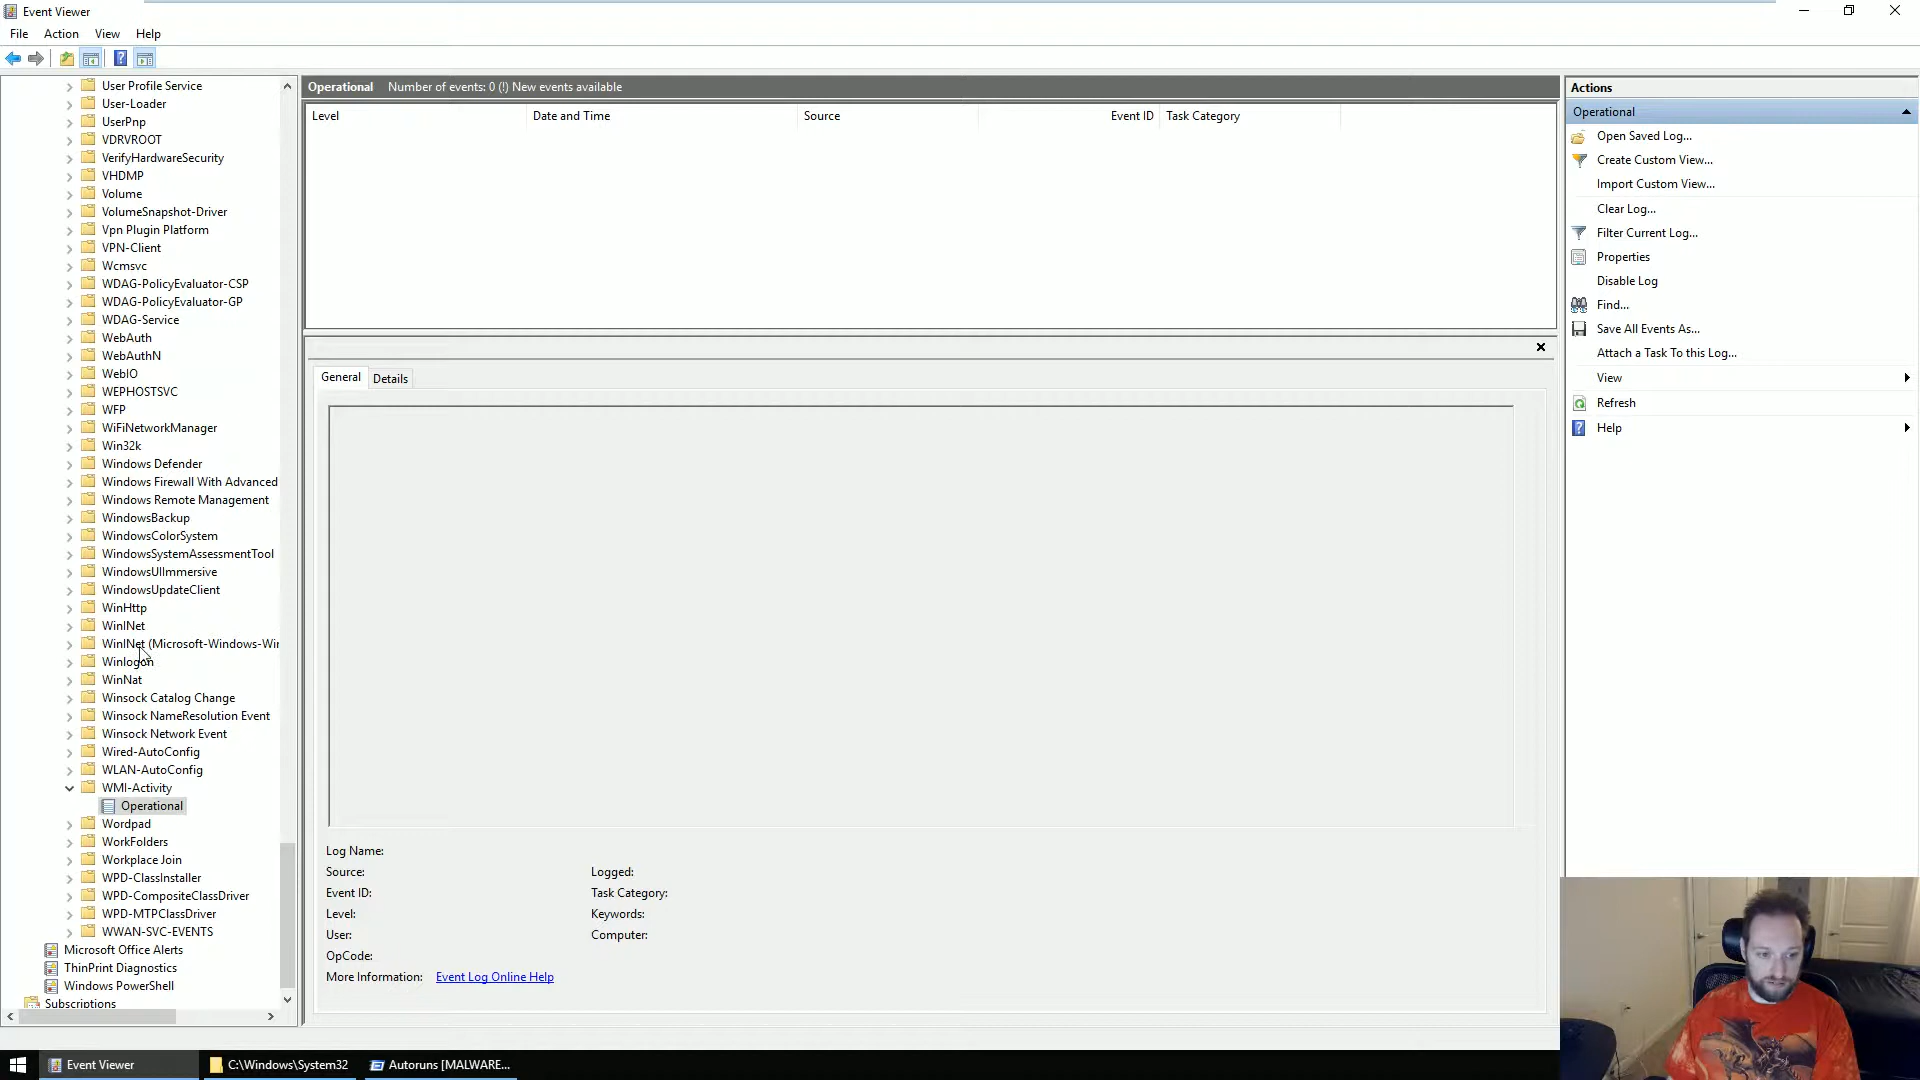 Event Viewer
File Action View Help
User Profile Service
User-Loader
UserPnp
VDRVROOT
VerifyHardwareSecurity
VHDMP
Volume
VolumeSnapshot-Driver
Vpn Plugin Platform
VPN-Client
Wcmsvc
WDAG-PolicyEvaluator-CSP
WDAG-PolicyEvaluator-GP
WDAG-Service
WebAuth
WebAuthN
WebIO
WEPHOSTSVC
WFP
WiFiNetworkManager
Win32k
Windows Defender
Windows Firewall With Advanced
Windows Remote Management
WindowsBackup
WindowsColorSystem
WindowsSystemAssessmentTool
WindowsUIImmersive
WindowsUpdateClient
WinHttp
WinINet
WinINet (Microsoft-Windows-Wir
Winlogon
WinNat
Winsock Catalog Change
Winsock NameResolution Event
Winsock Network Event
Wired-AutoConfig
WLAN-AutoConfig
WMI-Activity
Operational
Wordpad
WorkFolders
Workplace Join
WPD-ClassInstaller
WPD-CompositeClassDriver
WPD-MTPClassDriver
WWAN-SVC-EVENTS
Microsoft Office Alerts
ThinPrint Diagnostics
Windows PowerShell
Subscriptions
Operational Number of events: 0 (!) New events available
Level Date and Time Source Event ID Task Category
General Details
Log Name:
Source: Logged:
Event ID: Task Category:
Level: Keywords:
User: Computer:
OpCode:
More Information: Event Log Online Help
Actions
Operational
Open Saved Log...
Create Custom View...
Import Custom View...
Clear Log...
Filter Current Log...
Properties
Disable Log
Find...
Save All Events As...
Attach a Task To this Log...
View
Refresh
Help
Event Viewer C:\Windows\System32 Autoruns [MALWARE...